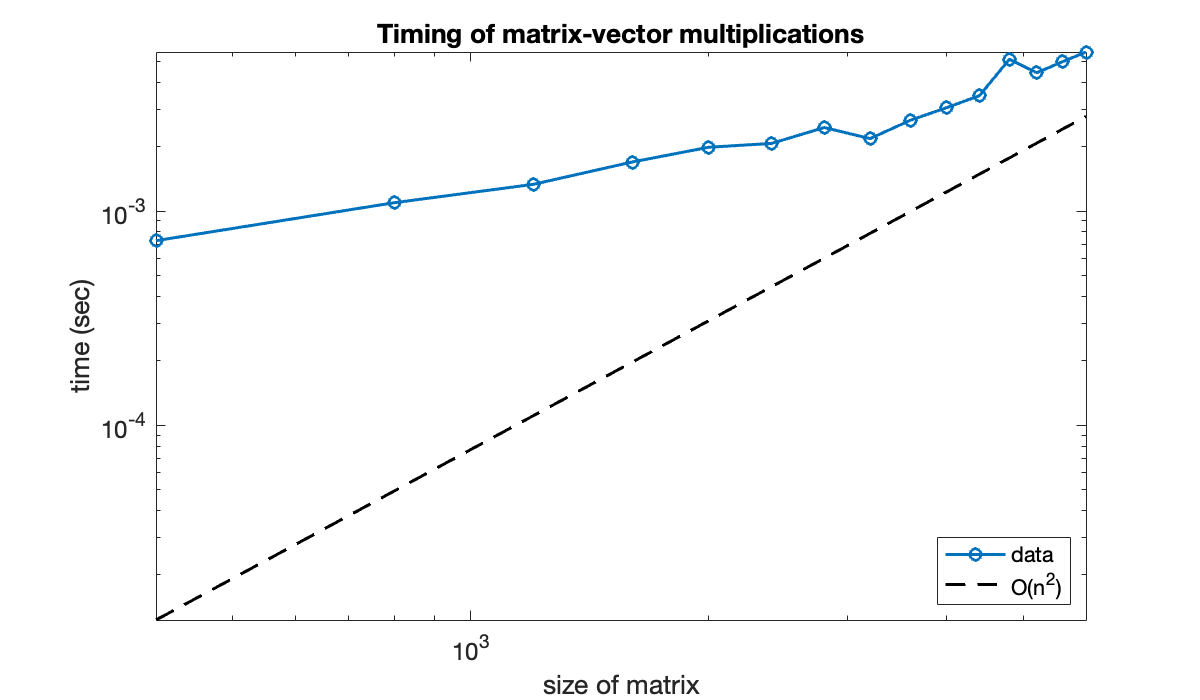 Timing of matrix-vector multiplications
time (sec)
10^-3
10^-4
10^3
size of matrix
data
O(n^2)